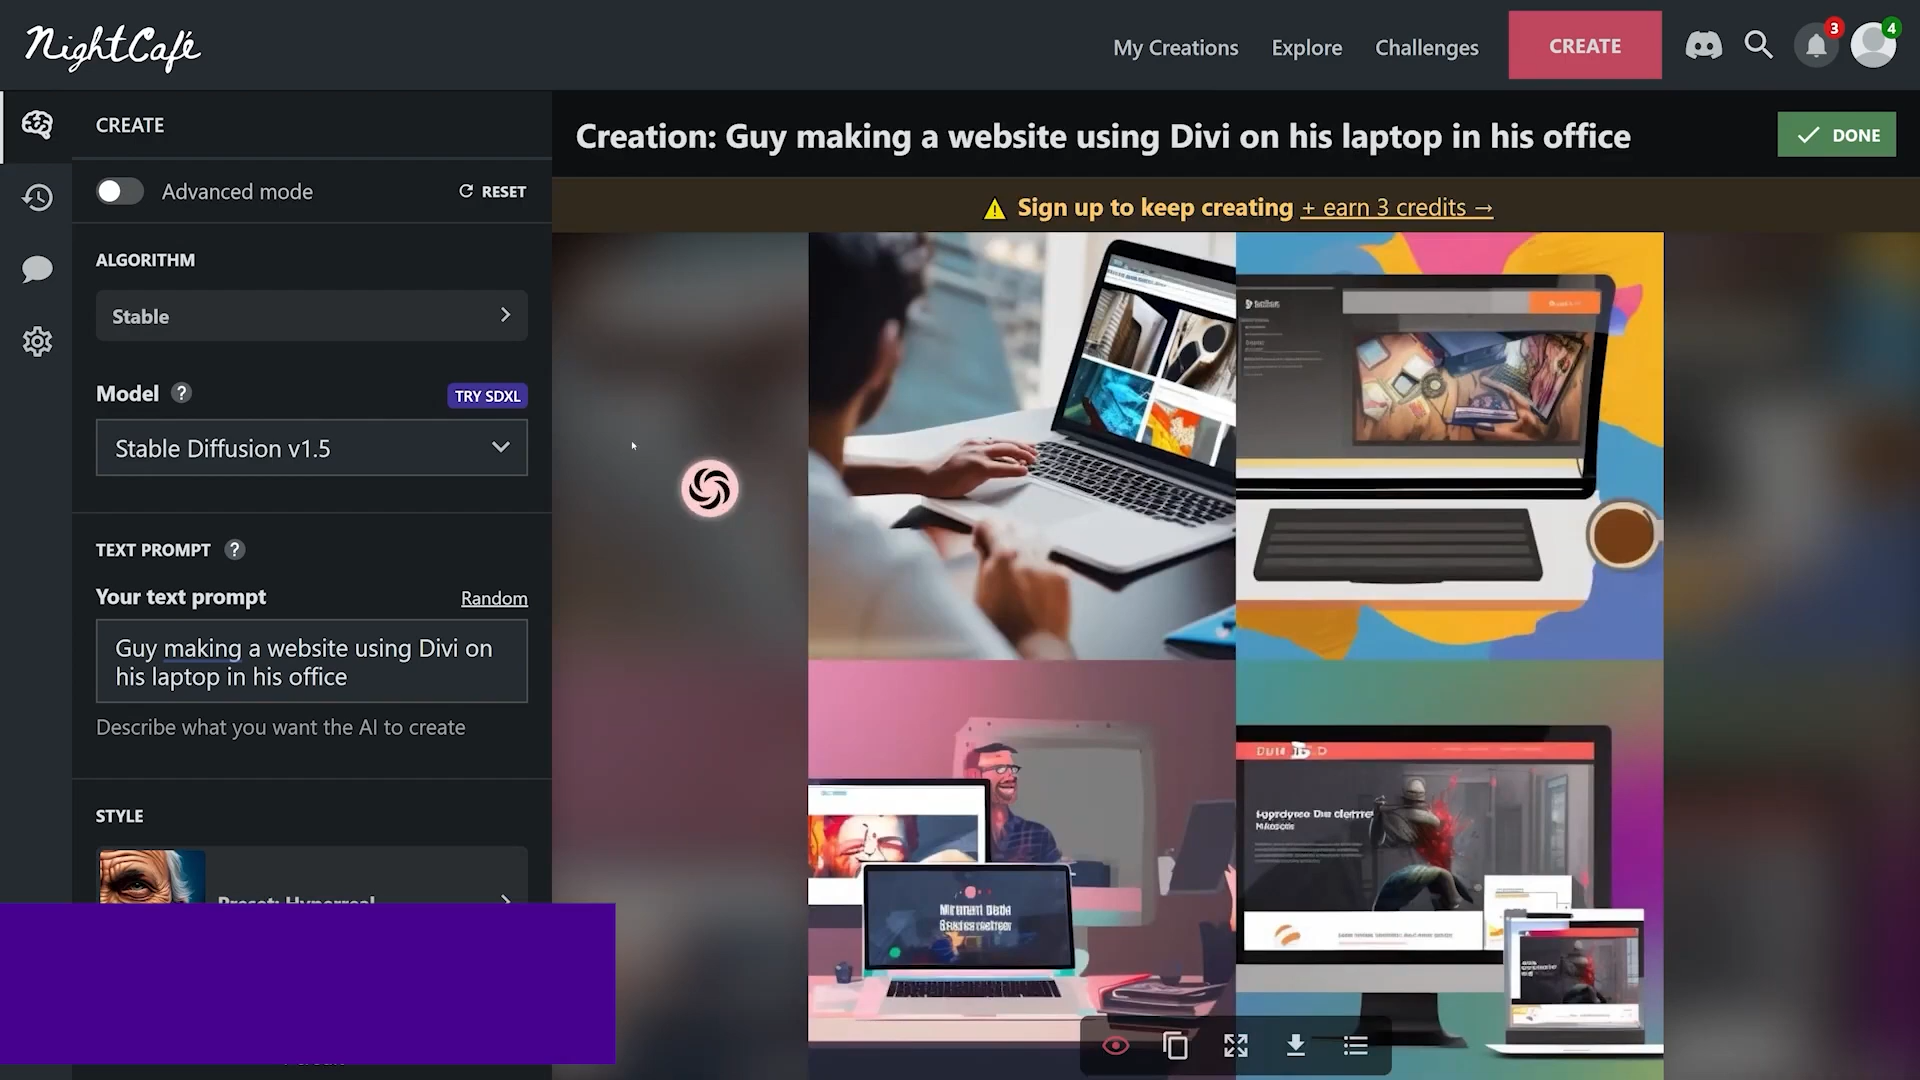 NightCafé
My Creations
Explore
Challenges
CREATE
3
4
CREATE
Creation: Guy making a website using Divi on his laptop in his office
DONE
Advanced mode
RESET
Sign up to keep creating + earn 3 credits →
ALGORITHM
Stable
Model ?
TRY SDXL
Stable Diffusion v1.5
TEXT PROMPT ?
Your text prompt
Random
Guy making a website using Divi on
his laptop in his office
Describe what you want the AI to create
STYLE
Preset: Hyperreal